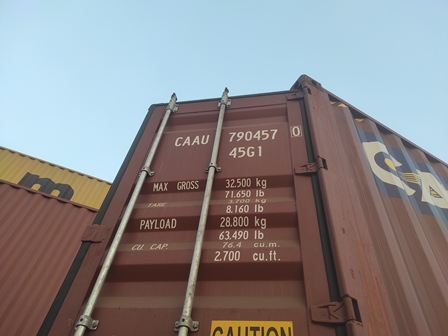 CAAU 790457 0
45G1
MAX GROSS 32.500 kg
71.650 lb
TARE 3.700 kg
8.160 lb
PAYLOAD 28.800 kg
63.490 lb
CU. CAP. 76.4 cu.m.
2.700 cu.ft.
CAUTION
m
CA